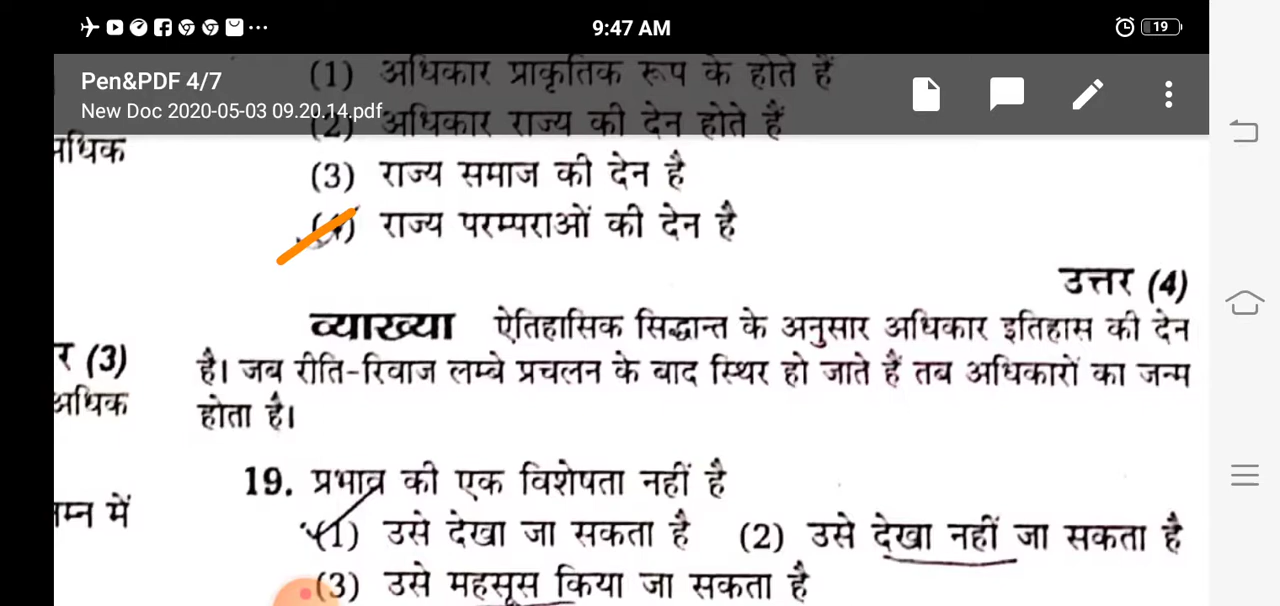 9:47 AM
19
Pen&PDF 4/7
New Doc 2020-05-03 09.20.14.pdf
(1) अधिकार प्राकृतिक रूप के होते हैं
(2) अधिकार राज्य की देन होते हैं
(3) राज्य समाज की देन है
(4) राज्य परम्पराओं की देन है
उत्तर (4)
व्याख्या ऐतिहासिक सिद्धान्त के अनुसार अधिकार इतिहास की देन
है। जब रीति-रिवाज लम्बे प्रचलन के बाद स्थिर हो जाते हैं तब अधिकारों का जन्म
होता है।
19. प्रभाव की एक विशेषता नहीं है
(1) उसे देखा जा सकता है (2) उसे देखा नहीं जा सकता है
(3) उसे महसूस किया जा सकता है
(3)
में